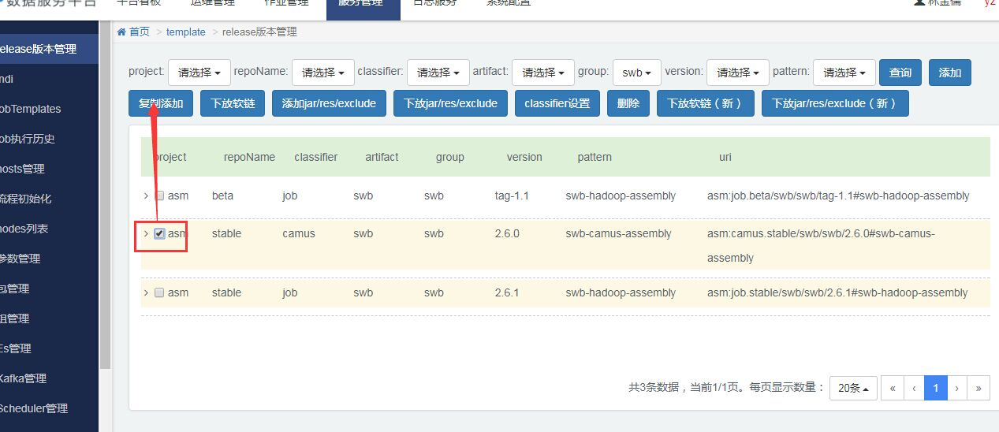 数据服务平台 平台看板 运维管理 作业管理 服务管理 日志服务 系统配置
首页 > template > release版本管理
elease版本管理
ndi
obTemplates
ob执行历史
osts管理
流程初始化
nodes列表
参数管理
包管理
组管理
Es管理
Kafka管理
Scheduler管理
project: 请选择 repoName: 请选择 classifier: 请选择 artifact: 请选择 group: swb version: 请选择 pattern: 请选择 查询 添加
复制添加 下放软链 添加jar/res/exclude 下放jar/res/exclude classifier设置 删除 下放软链（新） 下放jar/res/exclude（新）
project repoName classifier artifact group version pattern uri
asm beta job swb swb tag-1.1 swb-hadoop-assembly asm:job.beta/swb/swb/tag-1.1#swb-hadoop-assembly
asm stable camus swb swb 2.6.0 swb-camus-assembly asm:camus.stable/swb/swb/2.6.0#swb-camus-
assembly
asm stable job swb swb 2.6.1 swb-hadoop-assembly asm:job.stable/swb/swb/2.6.1#swb-hadoop-assembly
共3条数据，当前1/1页。每页显示数量： 20条 « ‹ 1 › »